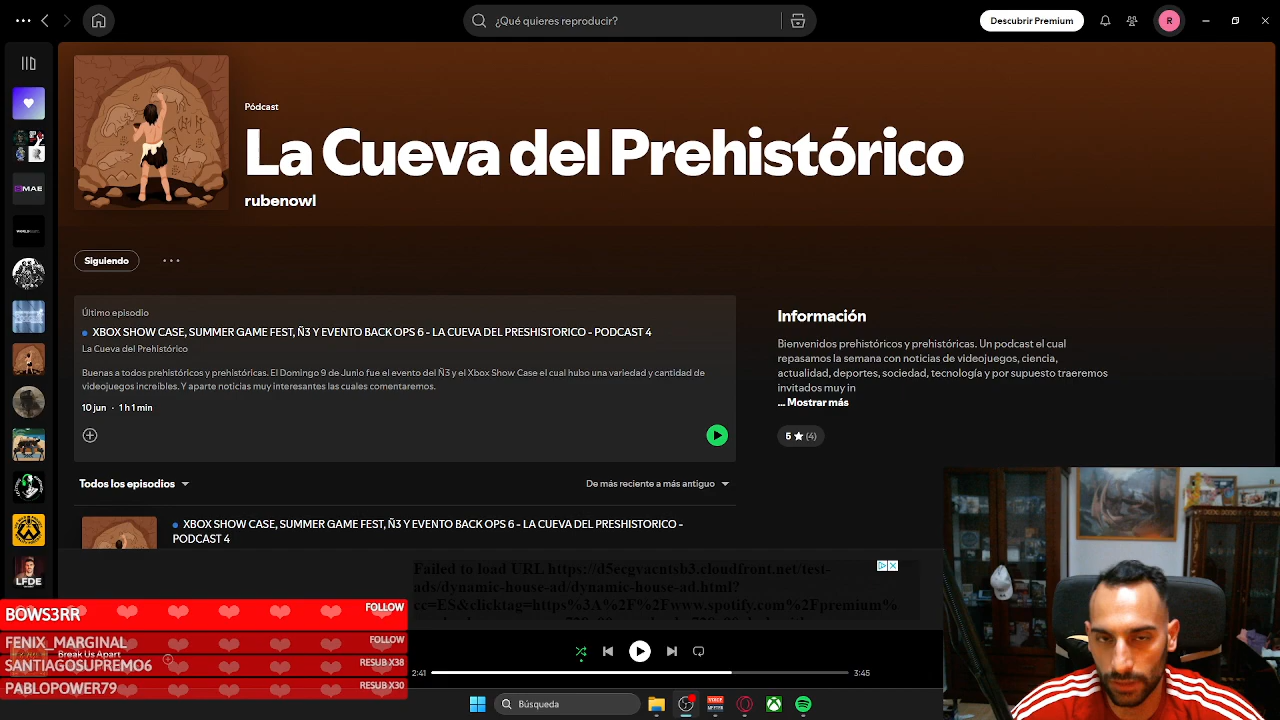 ¿Qué quieres reproducir?
Descubrir Premium
R
Pódcast
La Cueva del Prehistórico
rubenowl
MAE
Siguiendo
Último episodio
XBOX SHOW CASE, SUMMER GAME FEST, Ñ3 Y EVENTO BACK OPS 6 - LA CUEVA DEL PRESHISTORICO - PODCAST 4
La Cueva del Prehistórico
Buenas a todos prehistóricos y prehistóricas. El Domingo 9 de Junio fue el evento del Ñ3 y el Xbox Show Case el cual hubo una variedad y cantidad de
videojuegos increíbles. Y aparte noticias muy interesantes las cuales comentaremos.
10 jun · 1 h 1 min
Información
Bienvenidos prehistóricos y prehistóricas. Un podcast el cual
repasamos la semana con noticias de videojuegos, ciencia,
actualidad, deportes, sociedad, tecnología y por supuesto traeremos
invitados muy in
... Mostrar más
5 ★ (4)
Todos los episodios
De más reciente a más antiguo
XBOX SHOW CASE, SUMMER GAME FEST, Ñ3 Y EVENTO BACK OPS 6 - LA CUEVA DEL PRESHISTORICO -
PODCAST 4
LFDE
Failed to load URL https://d5ecgvacntsb3.cloudfront.net/test-
ads/dynamic-house-ad/dynamic-house-ad.html?
cc=ES&clicktag=https%3A%2F%2Fwww.spotify.com%2Fpremium%
BOWS3RR FOLLOW
FENIX_MARGINAL FOLLOW
Break Us Apart
SANTIAGOSUPREMO6 RESUB X38
PABLOPOWER79 RESUB X30
2:41
3:45
Búsqueda